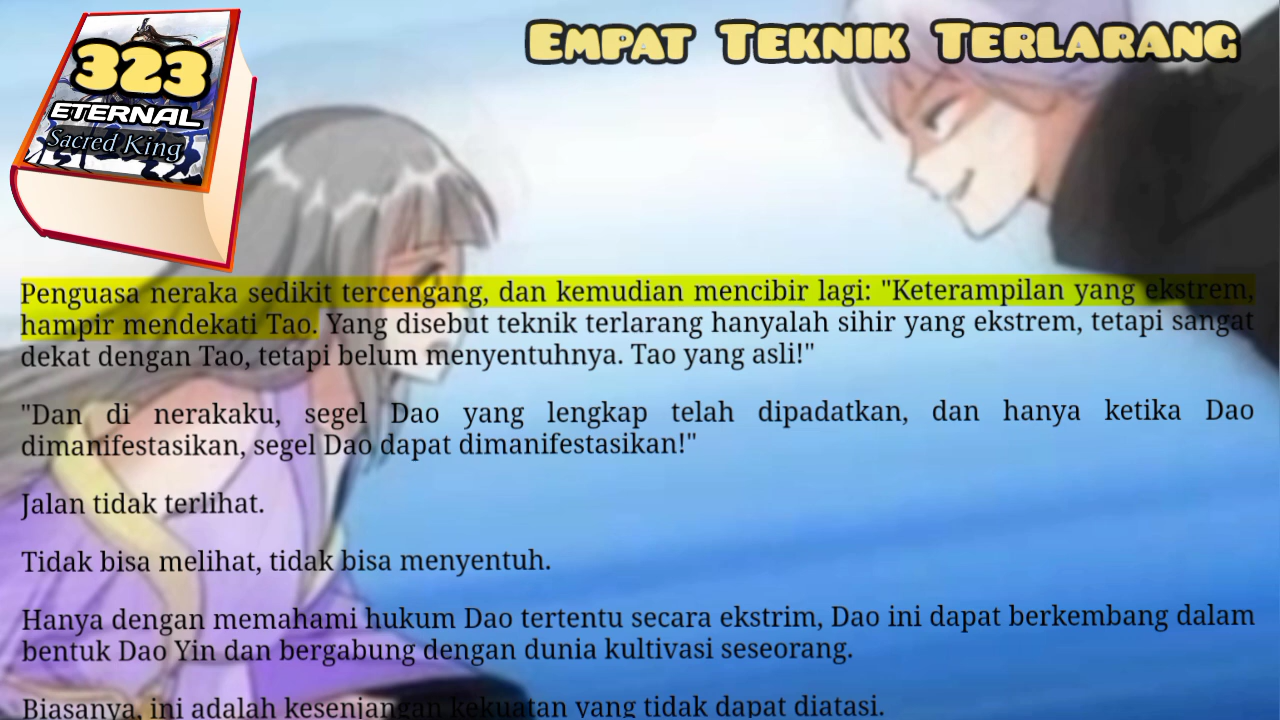 323
ETERNAL
Sacred King
EMPAT TEKNIK TERLARANG
Penguasa neraka sedikit tercengang, dan kemudian mencibir lagi: "Keterampilan yang ekstrem,
hampir mendekati Tao. Yang disebut teknik terlarang hanyalah sihir yang ekstrem, tetapi sangat
dekat dengan Tao, tetapi belum menyentuhnya. Tao yang asli!"
"Dan di nerakaku, segel Dao yang lengkap telah dipadatkan, dan hanya ketika Dao
dimanifestasikan, segel Dao dapat dimanifestasikan!"
Jalan tidak terlihat.
Tidak bisa melihat, tidak bisa menyentuh.
Hanya dengan memahami hukum Dao tertentu secara ekstrim, Dao ini dapat berkembang dalam
bentuk Dao Yin dan bergabung dengan dunia kultivasi seseorang.
Biasanya, ini adalah kesenjangan kekuatan yang tidak dapat diatasi.